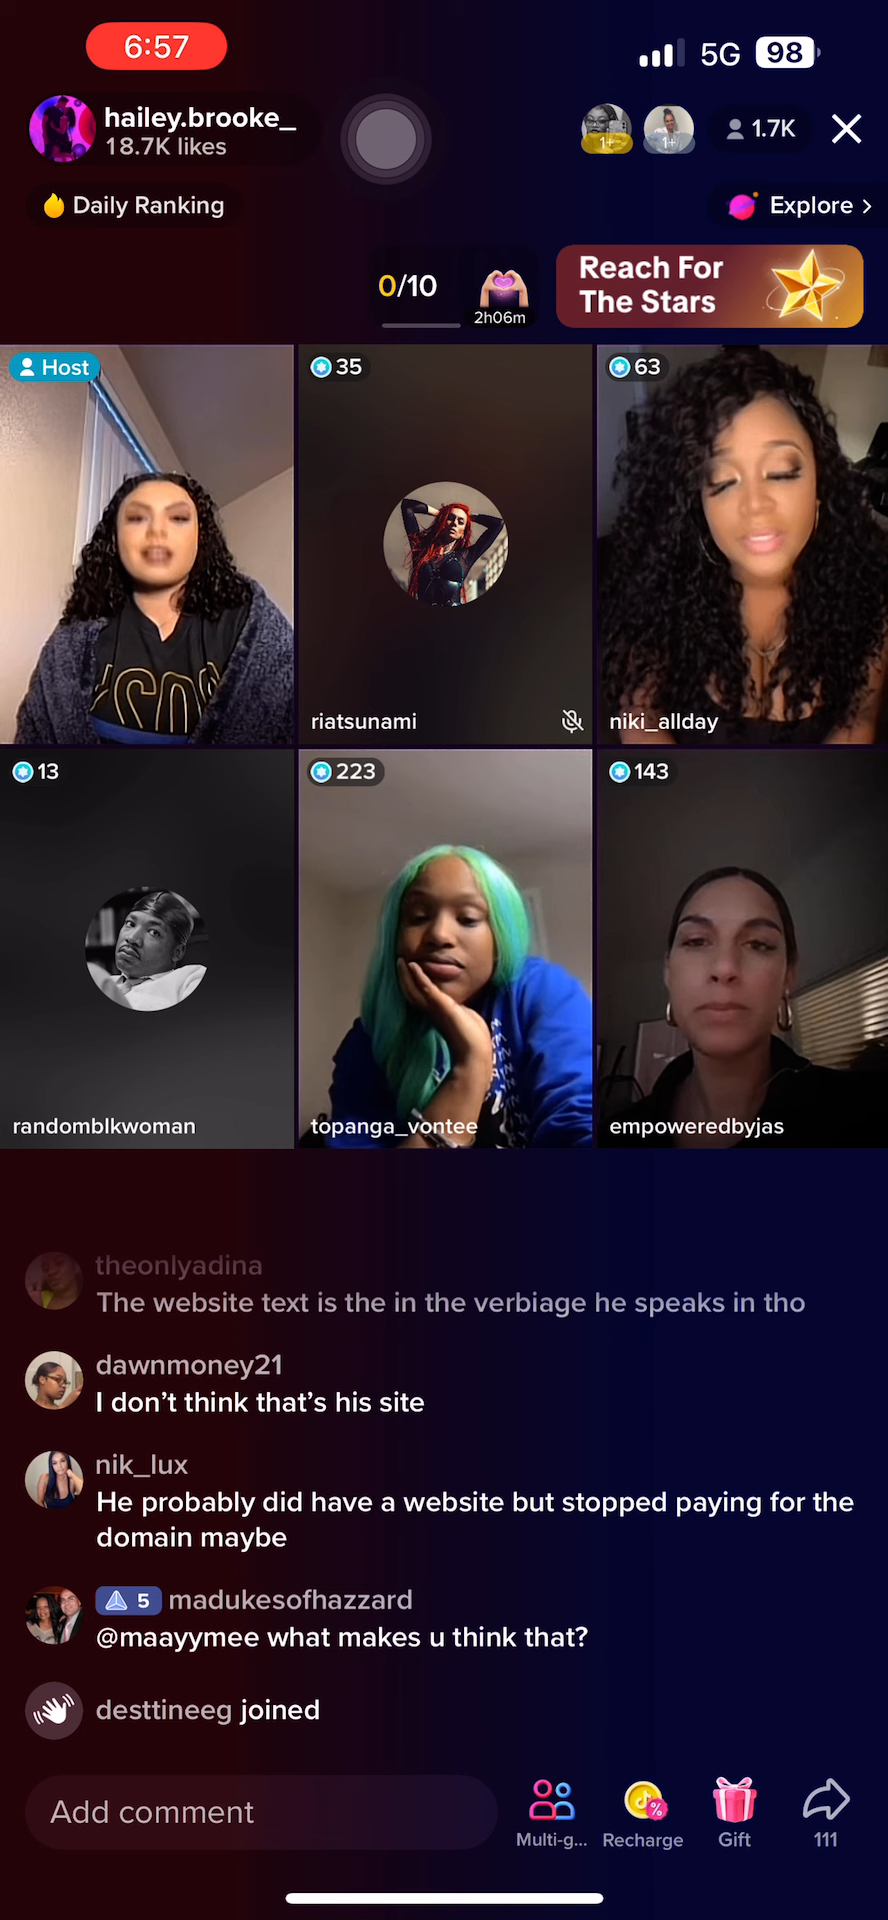 6:57
5G 98
hailey.brooke_
18.7K likes
1+
1+
1.7K
Daily Ranking
Explore >
0/10
2h06m
Reach For
The Stars
Host
35
63
riatsunami
niki_allday
13
223
143
randomblkwoman
topanga_vontee
empoweredbyjas
theonlyadina
The website text is the in the verbiage he speaks in tho
dawnmoney21
I don’t think that’s his site
nik_lux
He probably did have a website but stopped paying for the
domain maybe
5 madukesofhazzard
@maayymee what makes u think that?
desttineeg joined
Add comment
Multi-g...
Recharge
Gift
111